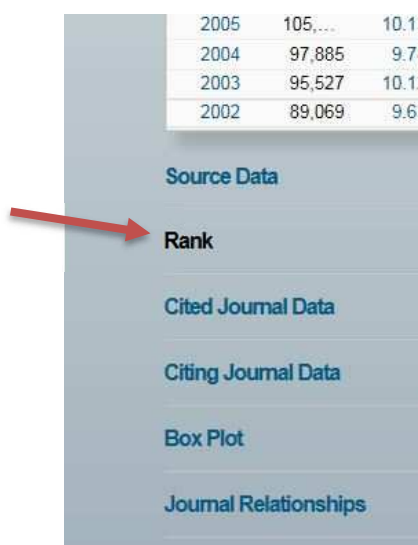 2005 105,... 10.1
2004 97,885 9.7
2003 95,527 10.1
2002 89,069 9.6
Source Data
Rank
Cited Journal Data
Citing Journal Data
Box Plot
Journal Relationships